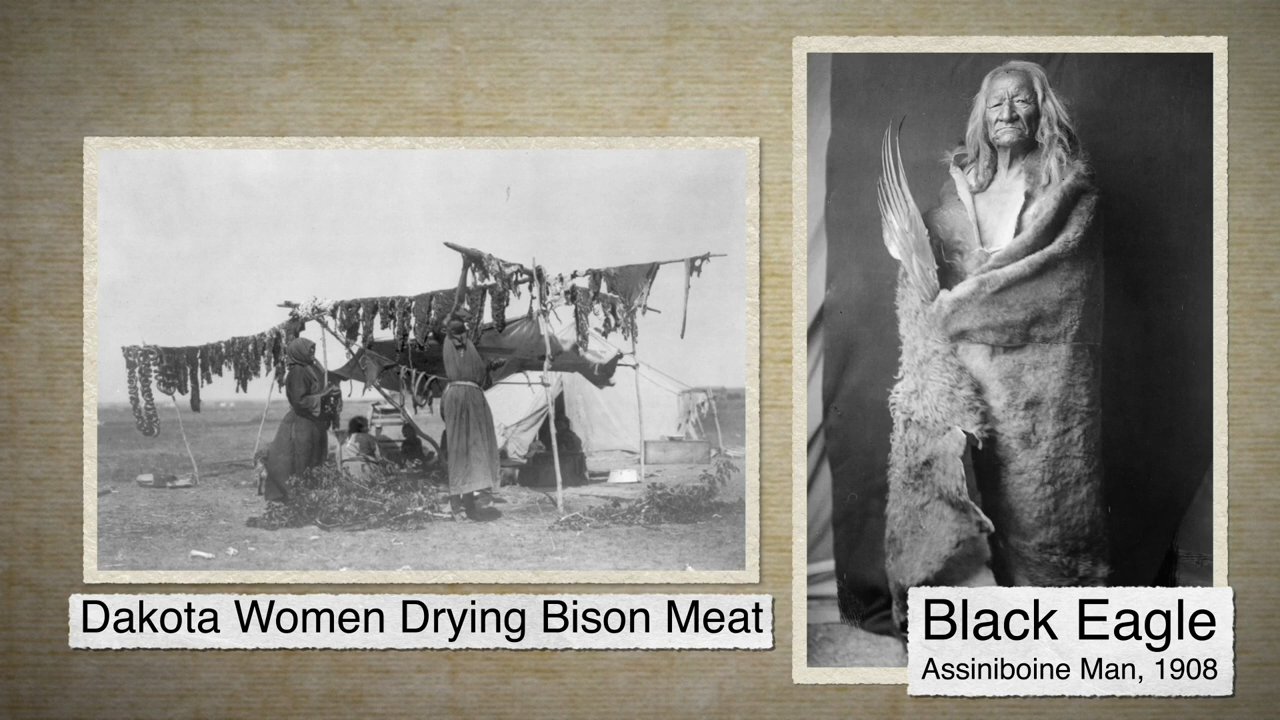 Dakota Women Drying Bison Meat
Black Eagle
Assiniboine Man, 1908